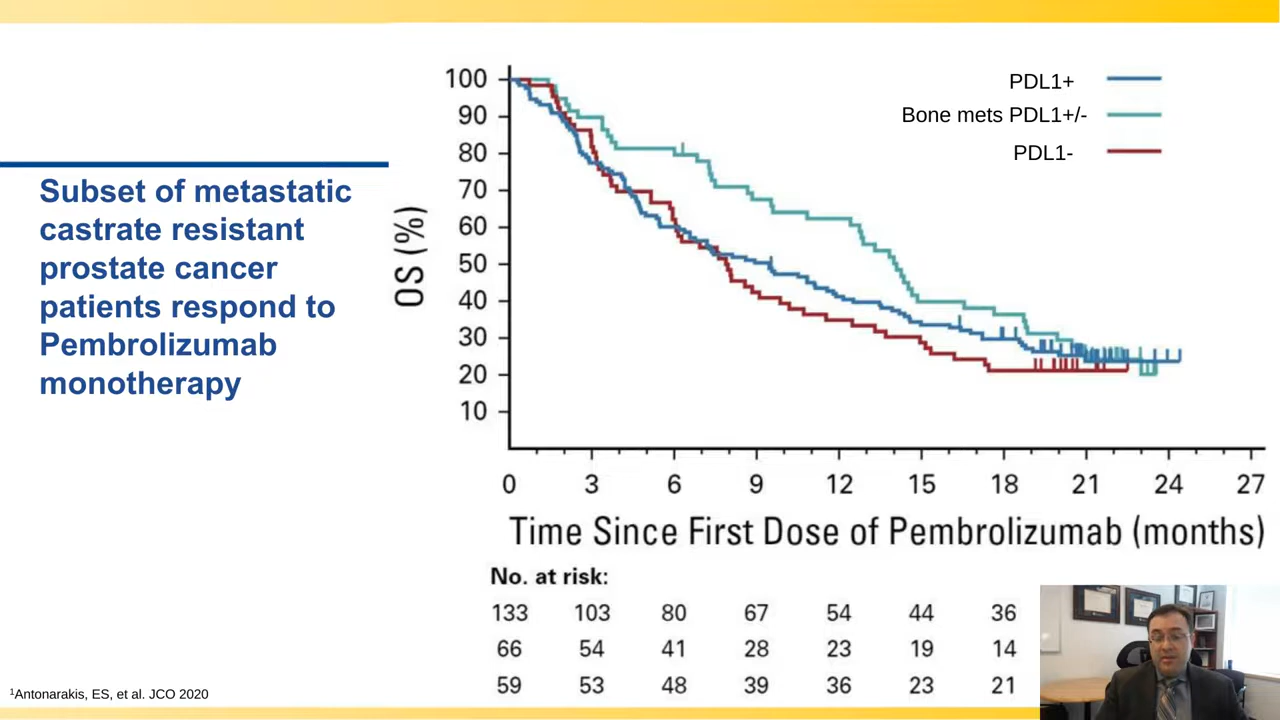 Subset of metastatic
castrate resistant
prostate cancer
patients respond to
Pembrolizumab
monotherapy
PDL1+
Bone mets PDL1+/-
PDL1-
OS (%)
100
90
80
70
60
50
40
30
20
10
0 3 6 9 12 15 18 21 24 27
Time Since First Dose of Pembrolizumab (months)
No. at risk:
133 103 80 67 54 44 36
66 54 41 28 23 19 14
59 53 48 39 36 23 21
1Antonarakis, ES, et al. JCO 2020